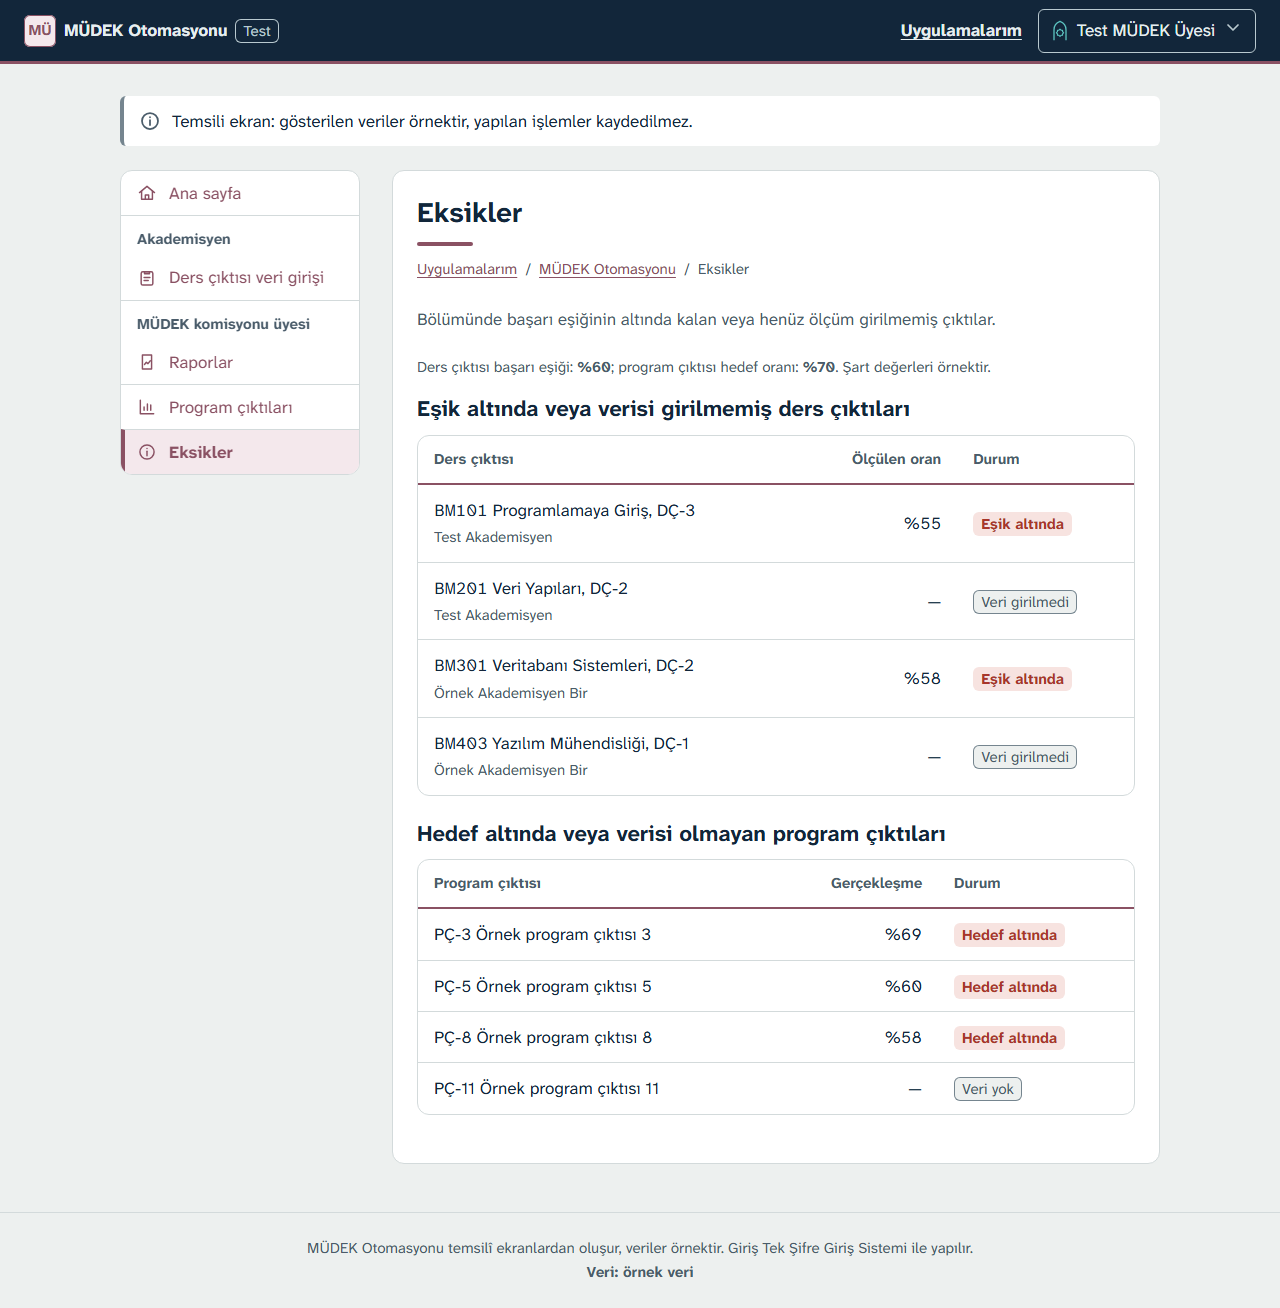 MÜ MÜDEK Otomasyonu Test
Uygulamalarım
Test MÜDEK Üyesi
Temsili ekran: gösterilen veriler örnektir, yapılan işlemler kaydedilmez.
Ana sayfa
Akademisyen
Ders çıktısı veri girişi
MÜDEK komisyonu üyesi
Raporlar
Program çıktıları
Eksikler
Eksikler
Uygulamalarım / MÜDEK Otomasyonu / Eksikler
Bölümünde başarı eşiğinin altında kalan veya henüz ölçüm girilmemiş çıktılar.
Ders çıktısı başarı eşiği: %60; program çıktısı hedef oranı: %70. Şart değerleri örnektir.
Eşik altında veya verisi girilmemiş ders çıktıları
Ders çıktısı Ölçülen oran Durum
BM101 Programlamaya Giriş, DÇ-3
Test Akademisyen
%55 Eşik altında
BM201 Veri Yapıları, DÇ-2
Test Akademisyen
— Veri girilmedi
BM301 Veritabanı Sistemleri, DÇ-2
Örnek Akademisyen Bir
%58 Eşik altında
BM403 Yazılım Mühendisliği, DÇ-1
Örnek Akademisyen Bir
— Veri girilmedi
Hedef altında veya verisi olmayan program çıktıları
Program çıktısı Gerçekleşme Durum
PÇ-3 Örnek program çıktısı 3 %69 Hedef altında
PÇ-5 Örnek program çıktısı 5 %60 Hedef altında
PÇ-8 Örnek program çıktısı 8 %58 Hedef altında
PÇ-11 Örnek program çıktısı 11 — Veri yok
MÜDEK Otomasyonu temsilî ekranlardan oluşur, veriler örnektir. Giriş Tek Şifre Giriş Sistemi ile yapılır.
Veri: örnek veri